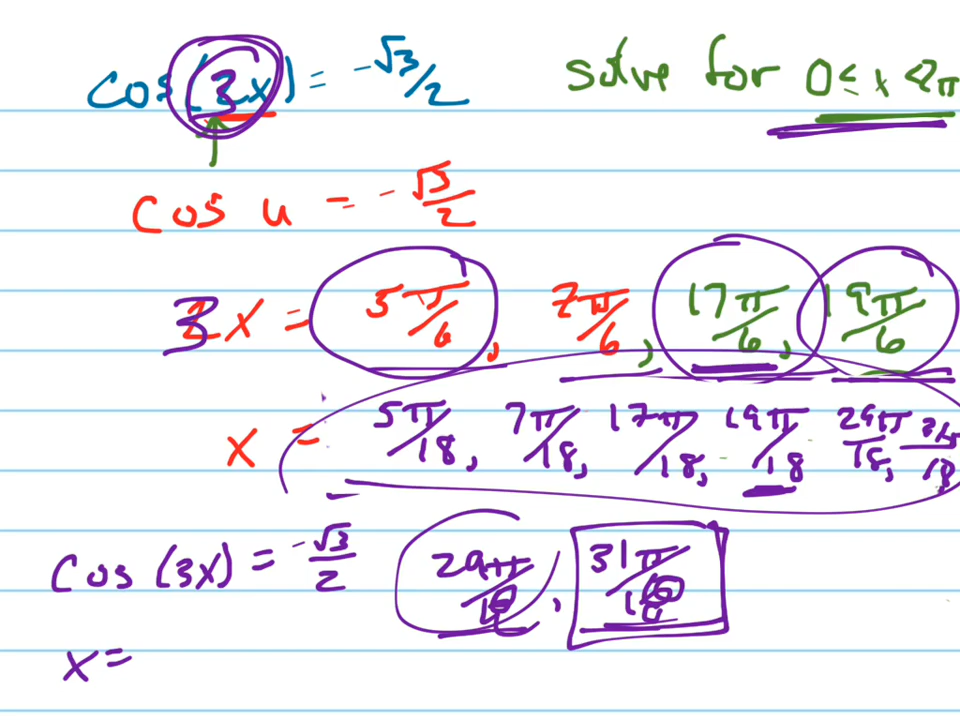 cos(3x) = -√3/2 solve for 0 ≤ x < 2π
cos u = -√3/2
3x = 5π/6, 7π/6, 17π/6, 19π/6
x = 5π/18, 7π/18, 17π/18, 19π/18, 29π/18, 31π/18
cos(3x) = -√3/2 29π/18, 31π/18
x =